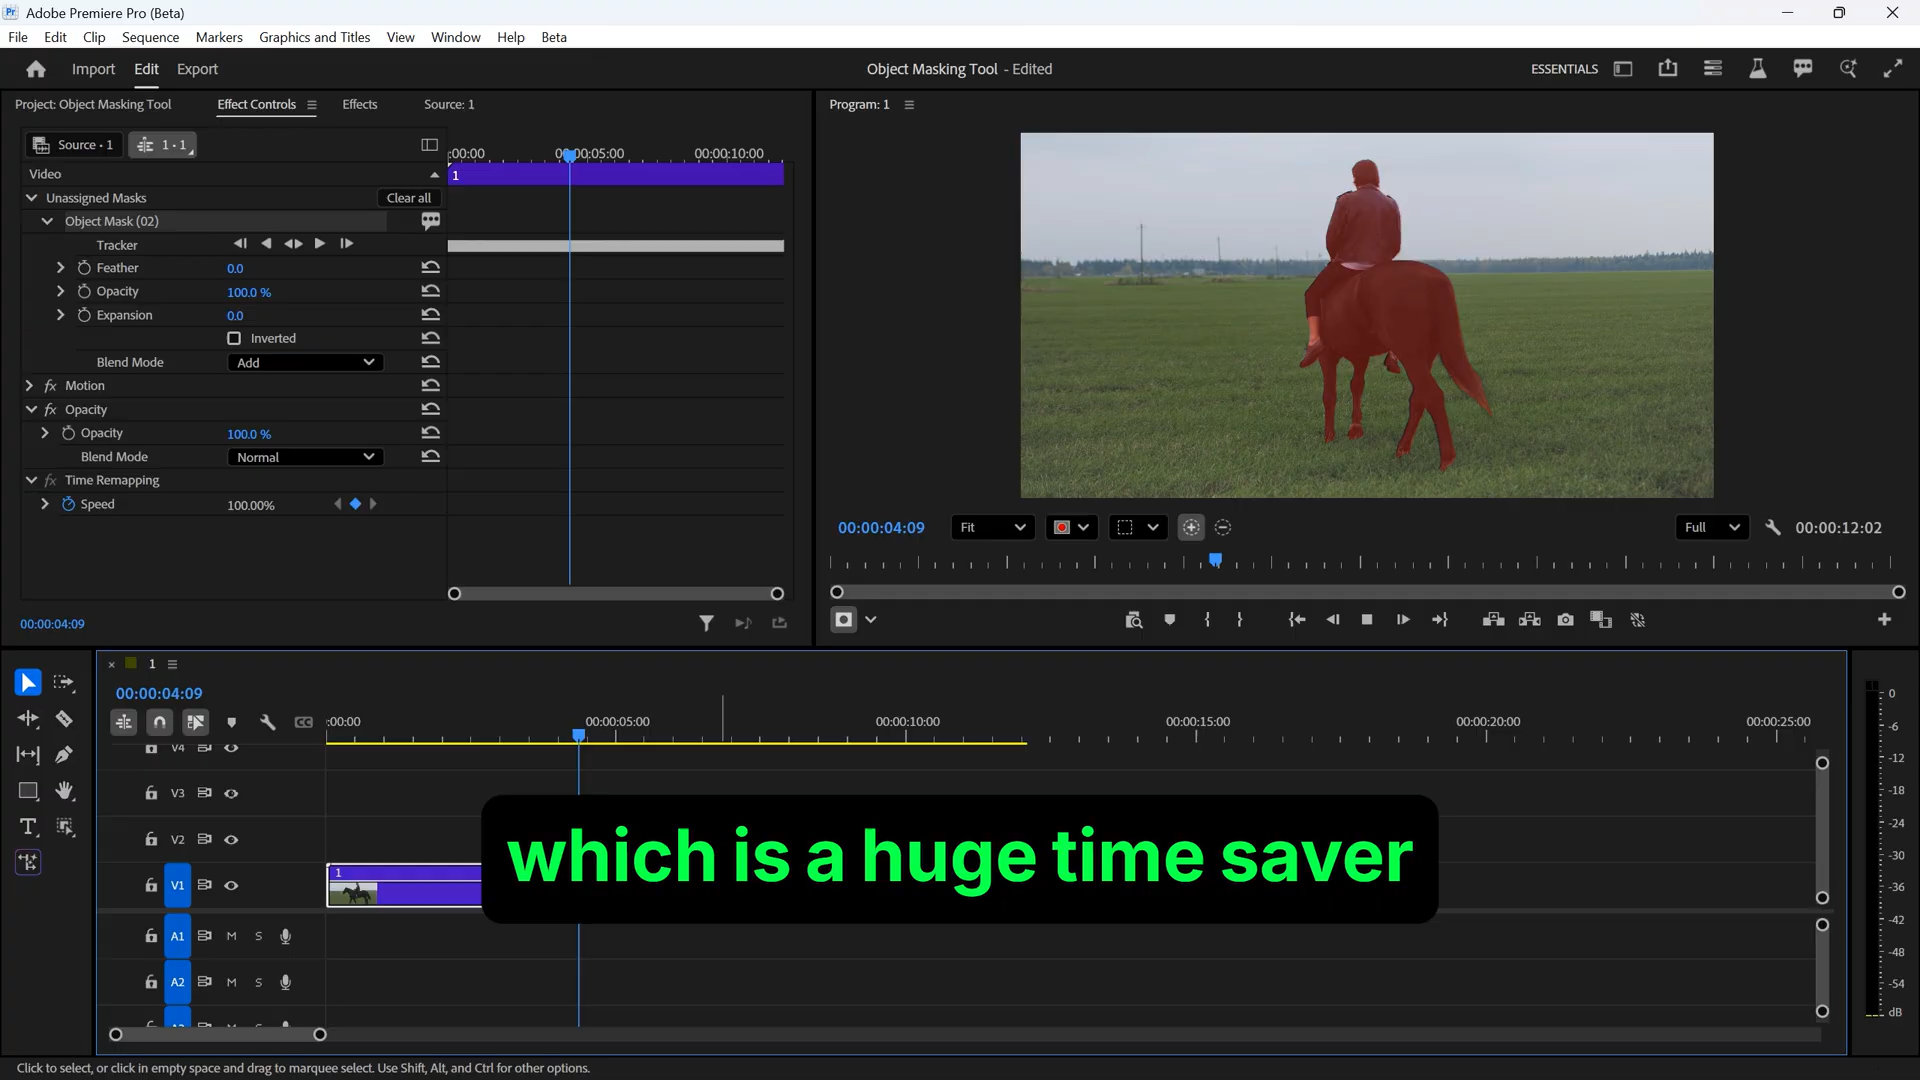 Pr Adobe Premiere Pro (Beta)
File Edit Clip Sequence Markers Graphics and Titles View Window Help Beta
Import Edit Export
Object Masking Tool - Edited
ESSENTIALS
Project: Object Masking Tool Effect Controls Effects Source: 1
Source • 1 1 • 1
:00:00 00:00:05:00 00:00:10:00
Video
1
Unassigned Masks Clear all
Object Mask (02)
Tracker
Feather 0.0
Opacity 100.0 %
Expansion 0.0
Inverted
Blend Mode Add
fx Motion
fx Opacity
Opacity 100.0 %
Blend Mode Normal
fx Time Remapping
Speed 100.00%
00:00:04:09
Program: 1
00:00:04:09 Fit Full 00:00:12:02
1
00:00:04:09
CC
:00:00 00:00:05:00 00:00:10:00 00:00:15:00 00:00:20:00 00:00:25:00
V4
V3
V2
V1
1
A1 M S
A2 M S
T
which is a huge time saver
0
-6
-12
-18
-24
-30
-36
-42
-48
-54
dB
Click to select, or click in empty space and drag to marquee select. Use Shift, Alt, and Ctrl for other options.